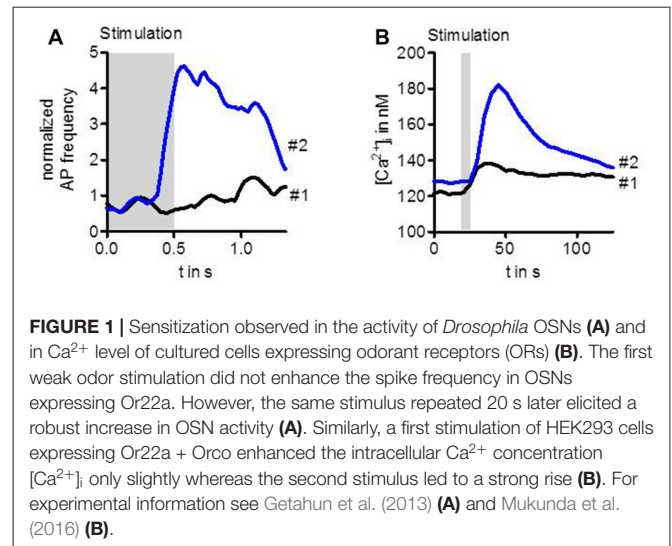 A
Stimulation
normalized
AP frequency
5
4
3
2
1
0
0.0
0.5
1.0
t in s
#2
#1
B
Stimulation
[Ca²⁺]ᵢ in nM
200
180
160
140
120
100
0
50
100
t in s
#2
#1
FIGURE 1 | Sensitization observed in the activity of Drosophila OSNs (A) and
in Ca²⁺ level of cultured cells expressing odorant receptors (ORs) (B). The first
weak odor stimulation did not enhance the spike frequency in OSNs
expressing Or22a. However, the same stimulus repeated 20 s later elicited a
robust increase in OSN activity (A). Similarly, a first stimulation of HEK293 cells
expressing Or22a + Orco enhanced the intracellular Ca²⁺ concentration
[Ca²⁺]ᵢ only slightly whereas the second stimulus led to a strong rise (B). For
experimental information see Getahun et al. (2013) (A) and Mukunda et al.
(2016) (B).